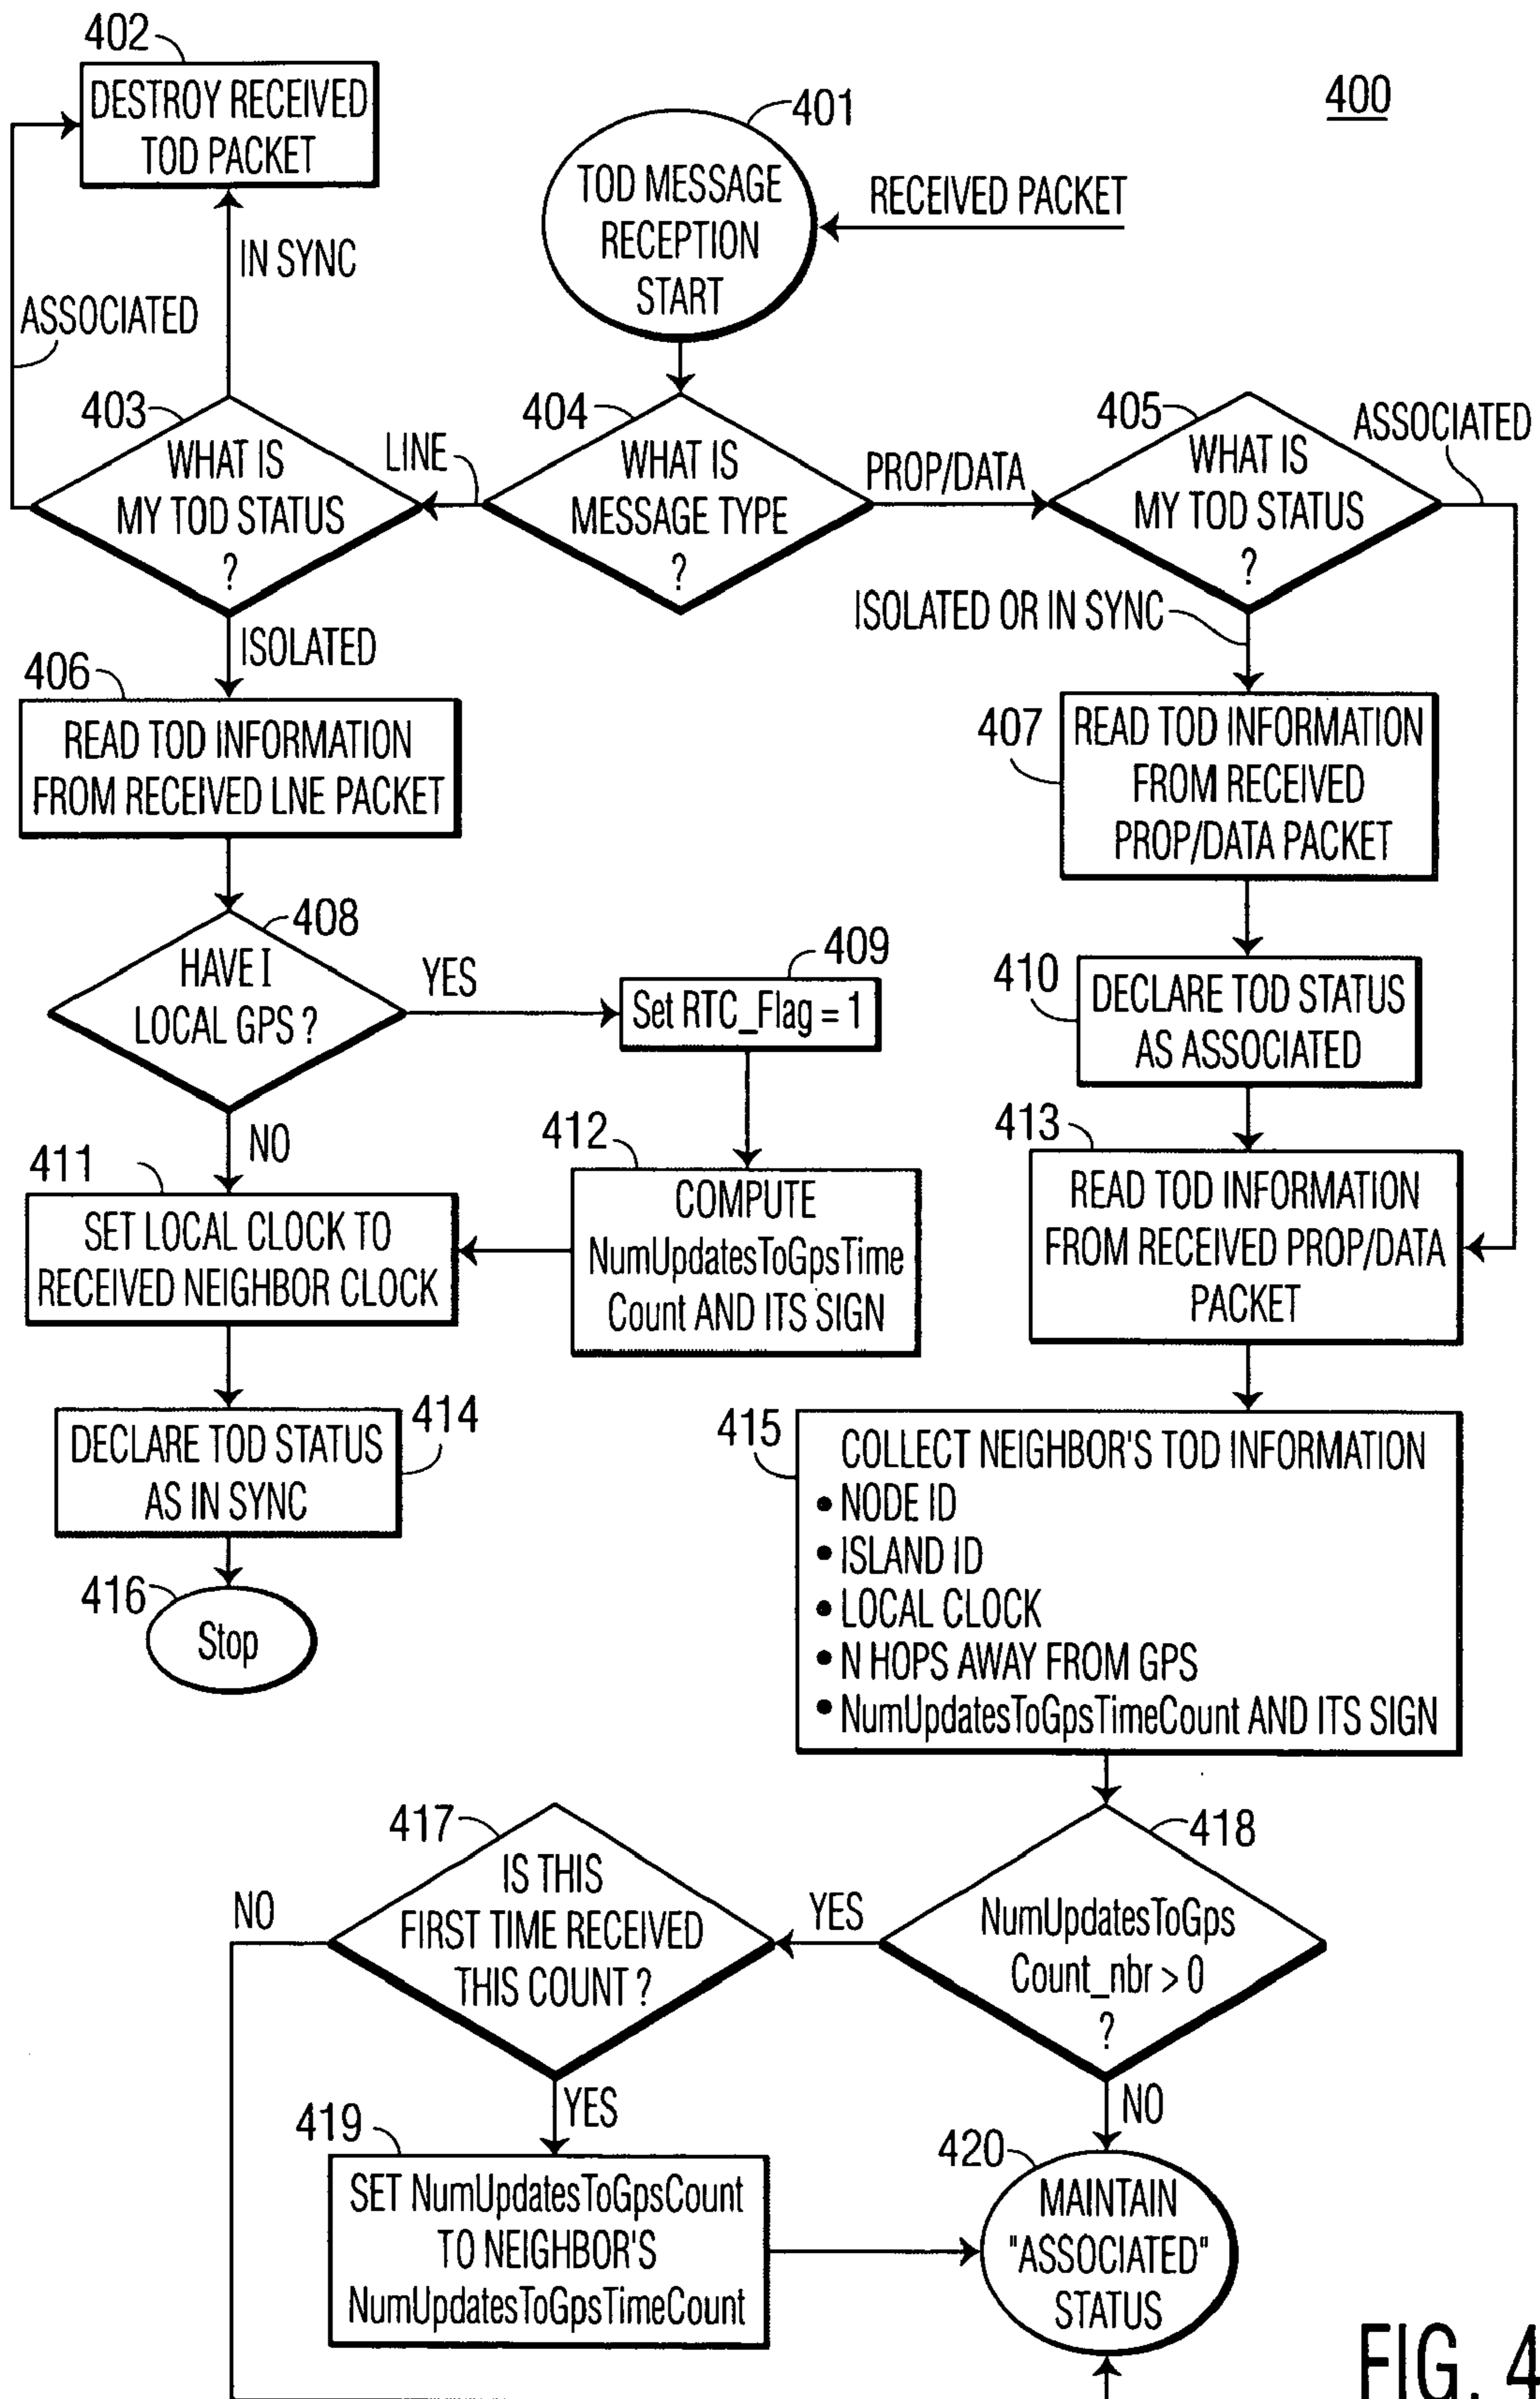 400
402
DESTROY RECEIVED
TOD PACKET
401
TOD MESSAGE
RECEPTION
START
RECEIVED PACKET
IN SYNC
ASSOCIATED
403
WHAT IS
MY TOD STATUS
?
LINE
404
WHAT IS
MESSAGE TYPE
?
PROP/DATA
405
WHAT IS
MY TOD STATUS
?
ASSOCIATED
ISOLATED OR IN SYNC
ISOLATED
406
READ TOD INFORMATION
FROM RECEIVED LNE PACKET
407
READ TOD INFORMATION
FROM RECEIVED
PROP/DATA PACKET
408
HAVE I
LOCAL GPS ?
YES
409
Set RTC_Flag = 1
410
DECLARE TOD STATUS
AS ASSOCIATED
NO
411
SET LOCAL CLOCK TO
RECEIVED NEIGHBOR CLOCK
412
COMPUTE
NumUpdatesToGpsTime
Count AND ITS SIGN
413
READ TOD INFORMATION
FROM RECEIVED PROP/DATA
PACKET
414
DECLARE TOD STATUS
AS IN SYNC
415
COLLECT NEIGHBOR'S TOD INFORMATION
• NODE ID
• ISLAND ID
• LOCAL CLOCK
• N HOPS AWAY FROM GPS
• NumUpdatesToGpsTimeCount AND ITS SIGN
416
Stop
417
IS THIS
FIRST TIME RECEIVED
THIS COUNT ?
NO
YES
418
NumUpdatesToGps
Count_nbr > 0
?
YES
NO
419
SET NumUpdatesToGpsCount
TO NEIGHBOR'S
NumUpdatesToGpsTimeCount
420
MAINTAIN
"ASSOCIATED"
STATUS
FIG. 4